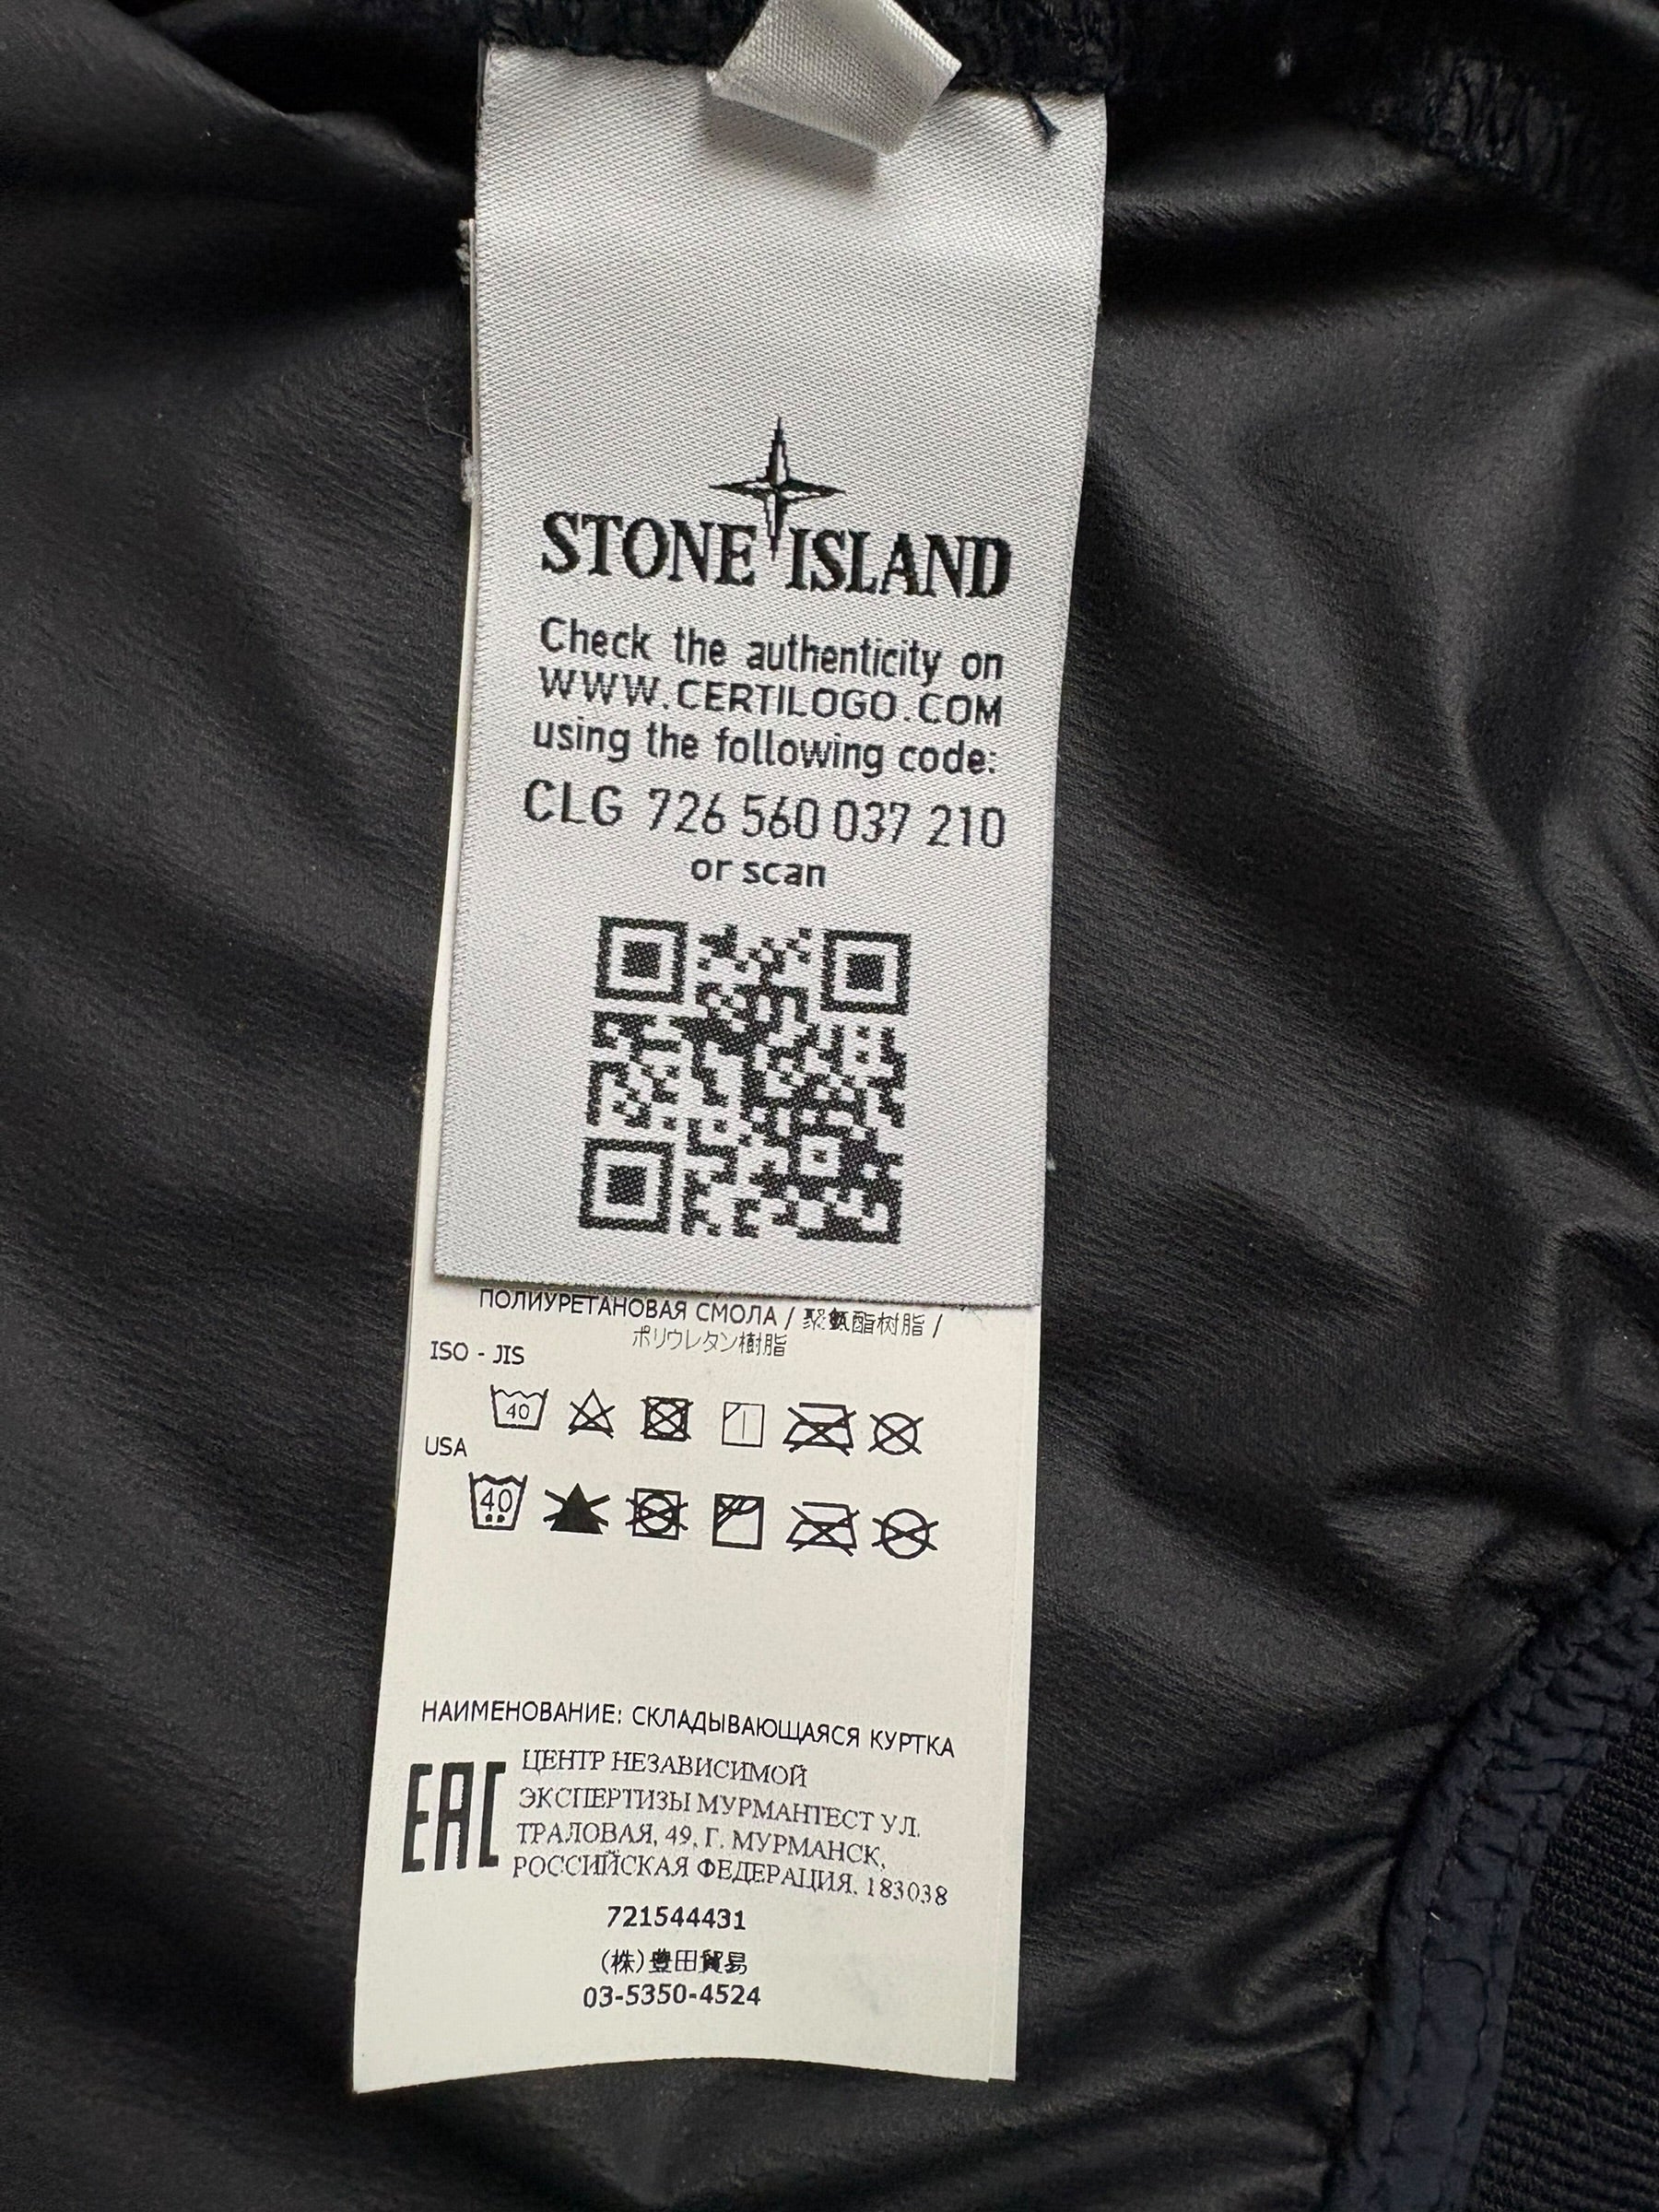 STONE ISLAND
Check the authenticity on
WWW.CERTILOGO.COM
using the following code:
CLG 726 560 037 210
or scan
ПОЛИУРЕТАНОВАЯ СМОЛА / 聚氨酯树脂 /
ポリウレタン樹脂
ISO - JIS
40
USA
40
НАИМЕНОВАНИЕ: СКЛАДЫВАЮЩАЯСЯ КУРТКА
EAC
ЦЕНТР НЕЗАВИСИМОЙ
ЭКСПЕРТИЗЫ МУРМАНТЕСТ УЛ.
ТРАЛОВАЯ, 49, Г. МУРМАНСК,
РОССИЙСКАЯ ФЕДЕРАЦИЯ, 183038
721544431
(株)豊田貿易
03-5350-4524